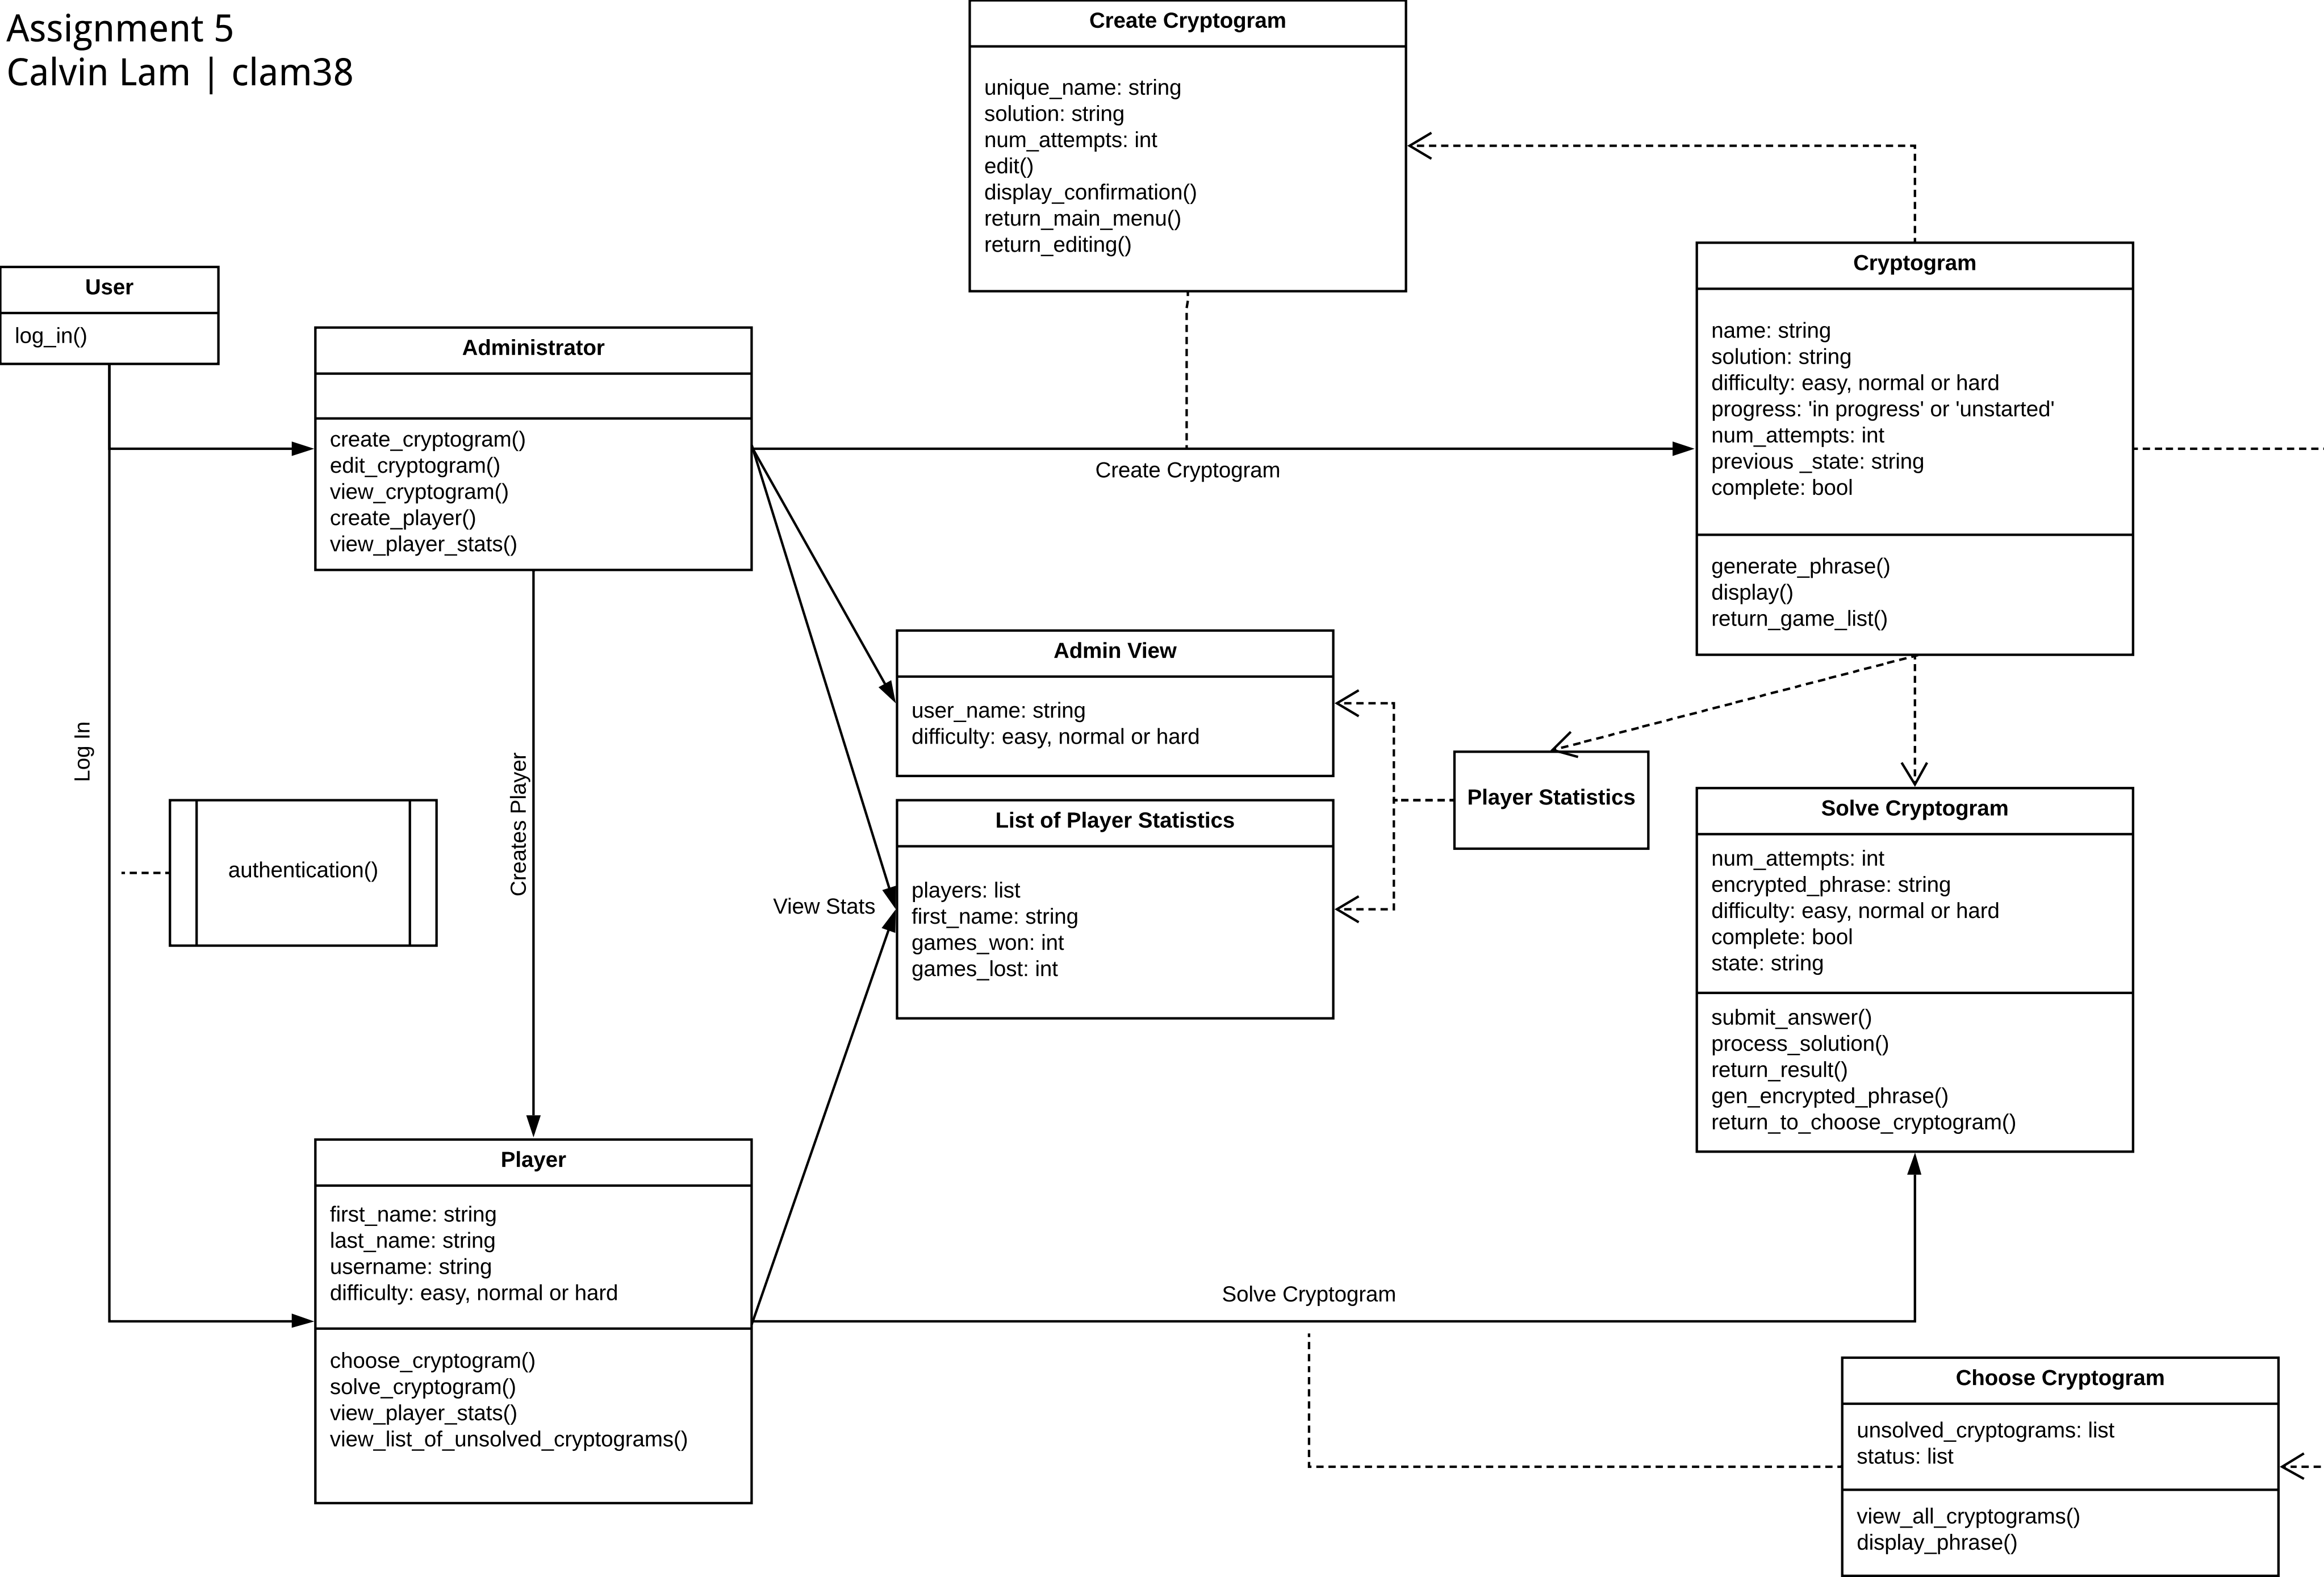 Assignment 5
Calvin Lam | clam38
Create Cryptogram
unique_name: string
solution: string
num_attempts: int
edit()
display_confirmation()
return_main_menu()
return_editing()
User
log_in()
Administrator
create_cryptogram()
edit_cryptogram()
view_cryptogram()
create_player()
view_player_stats()
Create Cryptogram
Cryptogram
name: string
solution: string
difficulty: easy, normal or hard
progress: 'in progress' or 'unstarted'
num_attempts: int
previous _state: string
complete: bool
generate_phrase()
display()
return_game_list()
Log In
authentication()
Creates Player
Admin View
user_name: string
difficulty: easy, normal or hard
List of Player Statistics
players: list
first_name: string
games_won: int
games_lost: int
View Stats
Player Statistics
Solve Cryptogram
num_attempts: int
encrypted_phrase: string
difficulty: easy, normal or hard
complete: bool
state: string
submit_answer()
process_solution()
return_result()
gen_encrypted_phrase()
return_to_choose_cryptogram()
Player
first_name: string
last_name: string
username: string
difficulty: easy, normal or hard
choose_cryptogram()
solve_cryptogram()
view_player_stats()
view_list_of_unsolved_cryptograms()
Solve Cryptogram
Choose Cryptogram
unsolved_cryptograms: list
status: list
view_all_cryptograms()
display_phrase()